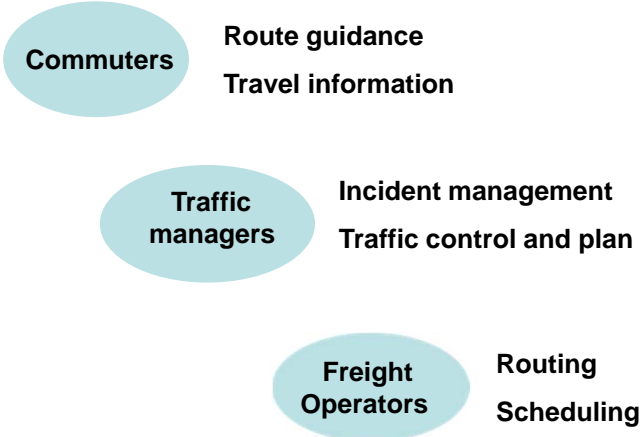 Commuters
Route guidance
Travel information
Traffic
managers
Incident management
Traffic control and plan
Freight
Operators
Routing
Scheduling